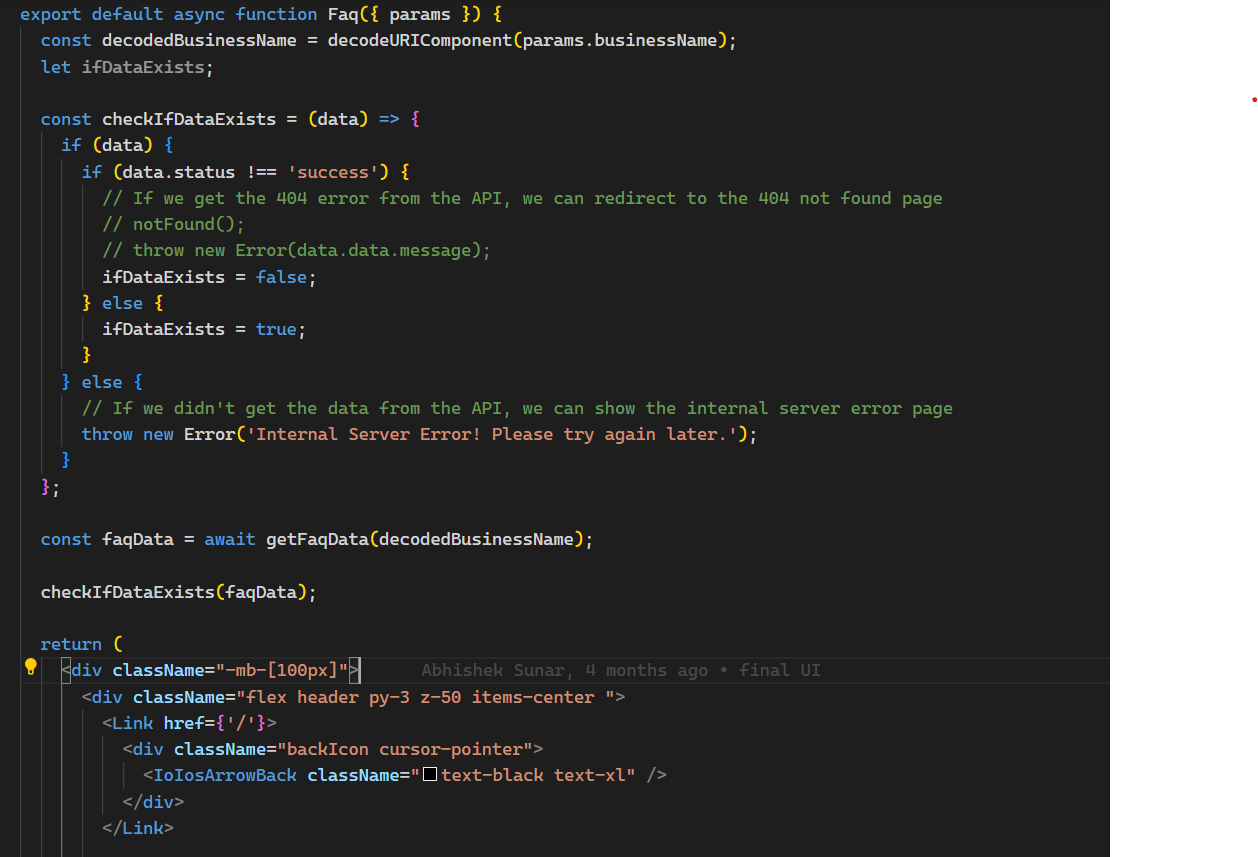 export default async function Faq({ params }) {
const decodedBusinessName = decodeURIComponent(params.businessName);
let ifDataExists;
const checkIfDataExists = (data) => {
if (data) {
if (data.status !== 'success') {
// If we get the 404 error from the API, we can redirect to the 404 not found page
// notFound();
// throw new Error(data.data.message);
ifDataExists = false;
} else {
ifDataExists = true;
}
} else {
// If we didn't get the data from the API, we can show the internal server error page
throw new Error('Internal Server Error! Please try again later.');
}
};
const faqData = await getFaqData(decodedBusinessName);
checkIfDataExists(faqData);
return (
<div className="-mb-[100px]"> Abhishek Sunar, 4 months ago • final UI
<div className="flex header py-3 z-50 items-center ">
<Link href={'/'}>
<div className="backIcon cursor-pointer">
<IoIosArrowBack className="text-black text-xl" />
</div>
</Link>